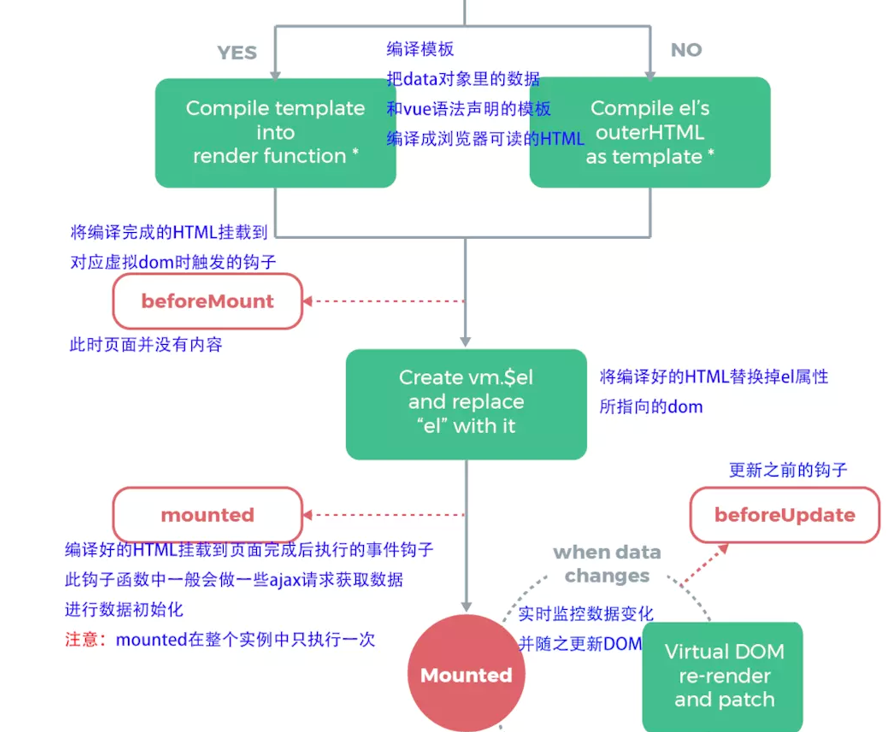 YES
NO
编译模板
把data对象里的数据
和vue语法声明的模板
编译成浏览器可读的HTML
Compile template
into
render function *
Compile el’s
outerHTML
as template *
将编译完成的HTML挂载到
对应虚拟dom时触发的钩子
beforeMount
此时页面并没有内容
Create vm.$el
and replace
“el” with it
将编译好的HTML替换掉el属性
所指向的dom
更新之前的钩子
mounted
beforeUpdate
编译好的HTML挂载到页面完成后执行的事件钩子
此钩子函数中一般会做一些ajax请求获取数据
进行数据初始化
注意：mounted在整个实例中只执行一次
when data
changes
实时监控数据变化
并随之更新DOM
Mounted
Virtual DOM
re-render
and patch